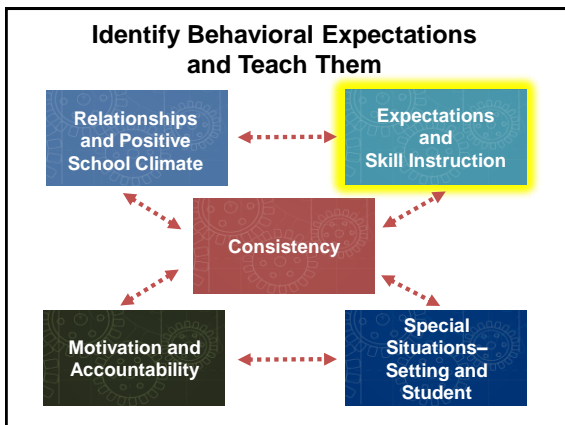 Identify Behavioral Expectations
and Teach Them
Relationships
and Positive
School Climate
Expectations
and
Skill Instruction
Consistency
Motivation and
Accountability
Special
Situations–
Setting and
Student